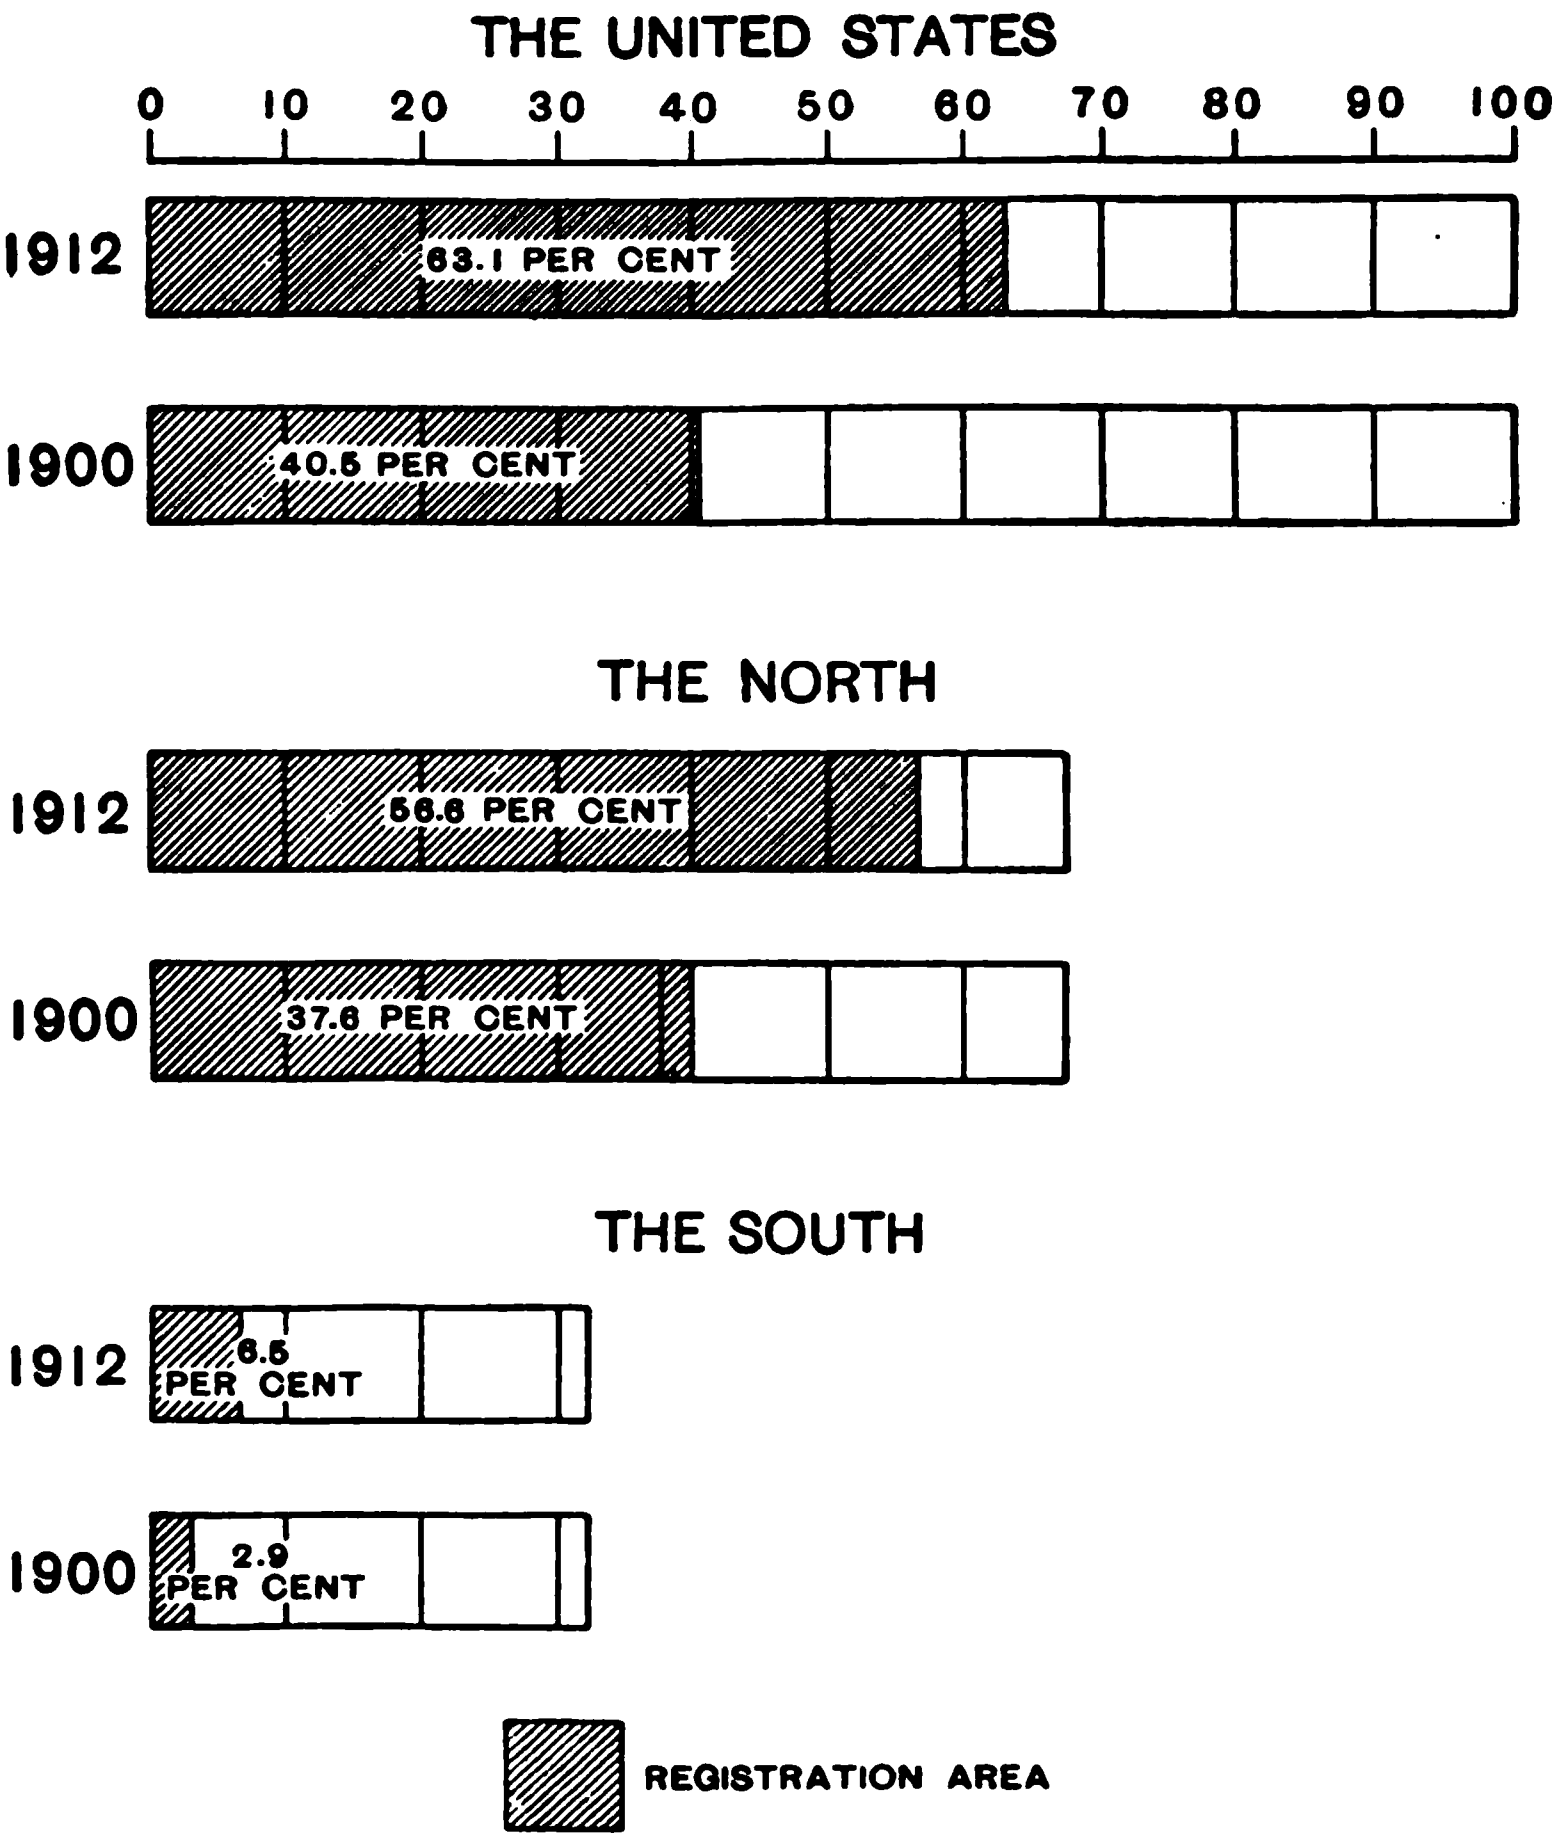 THE UNITED STATES
0 10 20 30 40 50 60 70 80 90 100
1912
63.1 PER CENT
1900
40.5 PER CENT
THE NORTH
1912
56.6 PER CENT
1900
37.6 PER CENT
THE SOUTH
1912
6.5
PER CENT
1900
2.9
PER CENT
REGISTRATION AREA